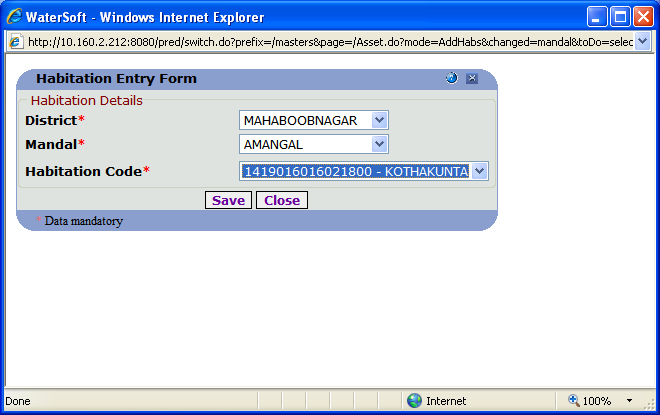 WaterSoft - Windows Internet Explorer
http://10.160.2.212:8080/pred/switch.do?prefix=/masters&page=/Asset.do?mode=AddHabs&changed=mandal&toDo=selec
Habitation Entry Form
Habitation Details
District* MAHABOOBNAGAR
Mandal* AMANGAL
Habitation Code* 1419016016021800 - KOTHAKUNTA
Save Close
* Data mandatory
Done Internet 100%